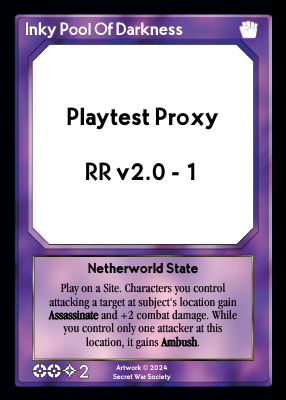 Inky Pool Of Darkness
Playtest Proxy
RR v2.0 - 1
Netherworld State
Play on a Site. Characters you control
attacking a target at subject's location gain
Assassinate and +2 combat damage. While
you control only one attacker at this
location, it gains Ambush.
2
Artwork © 2024
Secret War Society